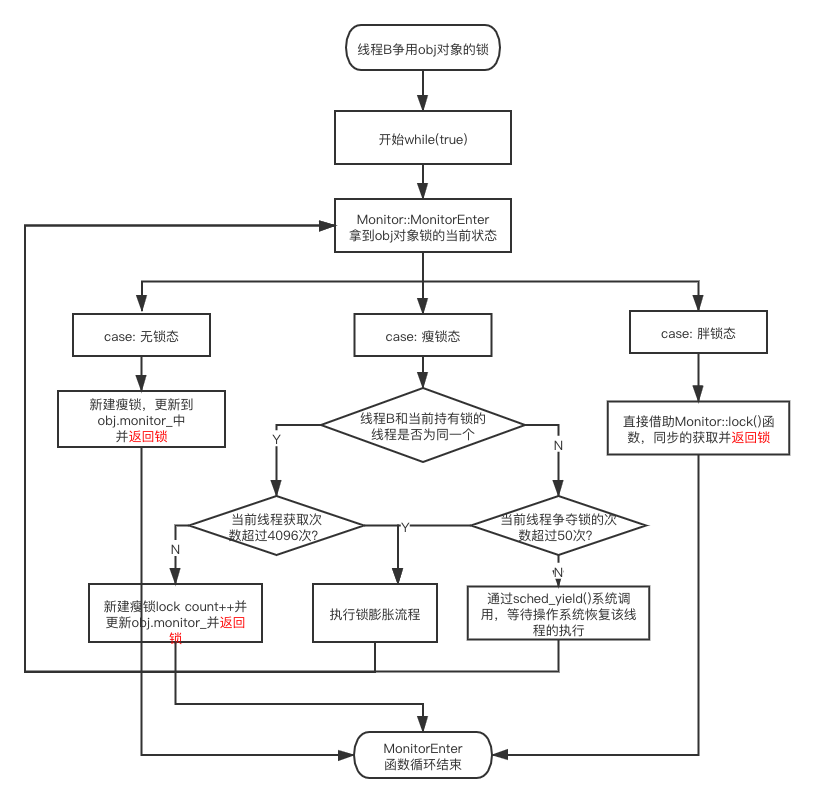 线程B争用obj对象的锁
开始while(true)
Monitor::MonitorEnter
拿到obj对象锁的当前状态
case: 无锁态
case: 瘦锁态
case: 胖锁态
新建瘦锁，更新到
obj.monitor_中
并返回锁
线程B和当前持有锁的
线程是否为同一个
直接借助Monitor::lock()函
数，同步的获取并返回锁
Y
N
当前线程获取次
数超过4096次?
Y
当前线程争夺锁的次
数超过50次?
N
N
新建瘦锁lock count++并
更新obj.monitor_并返回
锁
执行锁膨胀流程
通过sched_yield()系统调
用，等待操作系统恢复该线
程的执行
MonitorEnter
函数循环结束